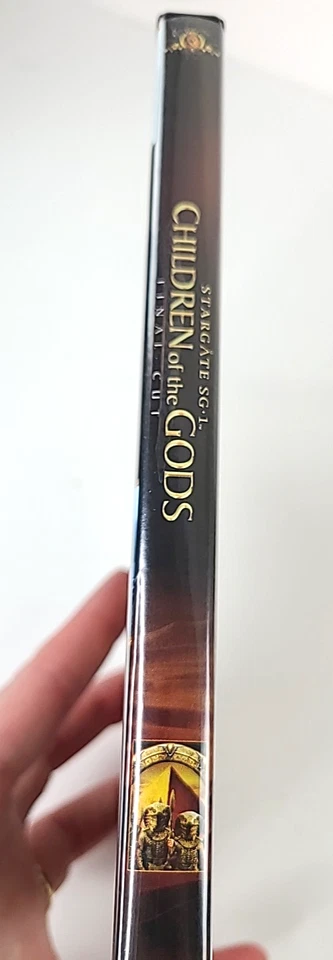 STARGATE SG·1
CHILDREN of the GODS
FINAL CUT